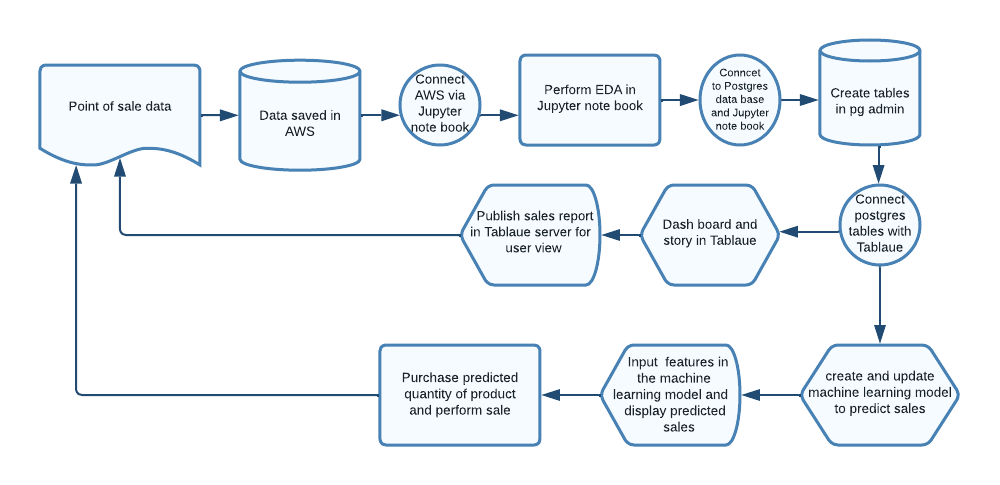 Point of sale data
Data saved in
AWS
Connect
AWS via
Jupyter
note book
Perform EDA in
Jupyter note book
Conncet
to Postgres
data base
and Jupyter
note book
Create tables
in pg admin
Publish sales report
in Tablaue server for
user view
Dash board and
story in Tablaue
Connect
postgres
tables with
Tablaue
Purchase predicted
quantity of product
and perform sale
Input features in
the machine
learning model and
display predicted
sales
create and update
machine learning model
to predict sales